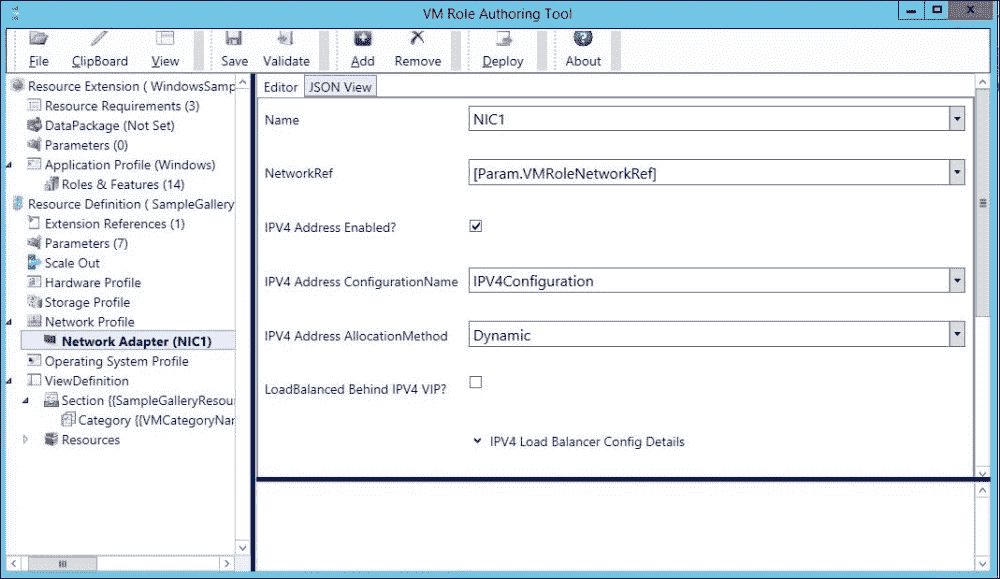 VM Role Authoring Tool
File ClipBoard View Save Validate Add Remove Deploy About
Resource Extension ( WindowsSamp
Resource Requirements (3)
DataPackage (Not Set)
Parameters (0)
Application Profile (Windows)
Roles & Features (14)
Resource Definition ( SampleGallery
Extension References (1)
Parameters (7)
Scale Out
Hardware Profile
Storage Profile
Network Profile
Network Adapter (NIC1)
Operating System Profile
ViewDefinition
Section {{SampleGalleryResou
Category {{VMCategoryNar
Resources
Editor JSON View
Name NIC1
NetworkRef [Param.VMRoleNetworkRef]
IPV4 Address Enabled?
IPV4 Address ConfigurationName IPV4Configuration
IPV4 Address AllocationMethod Dynamic
LoadBalanced Behind IPV4 VIP?
IPV4 Load Balancer Config Details